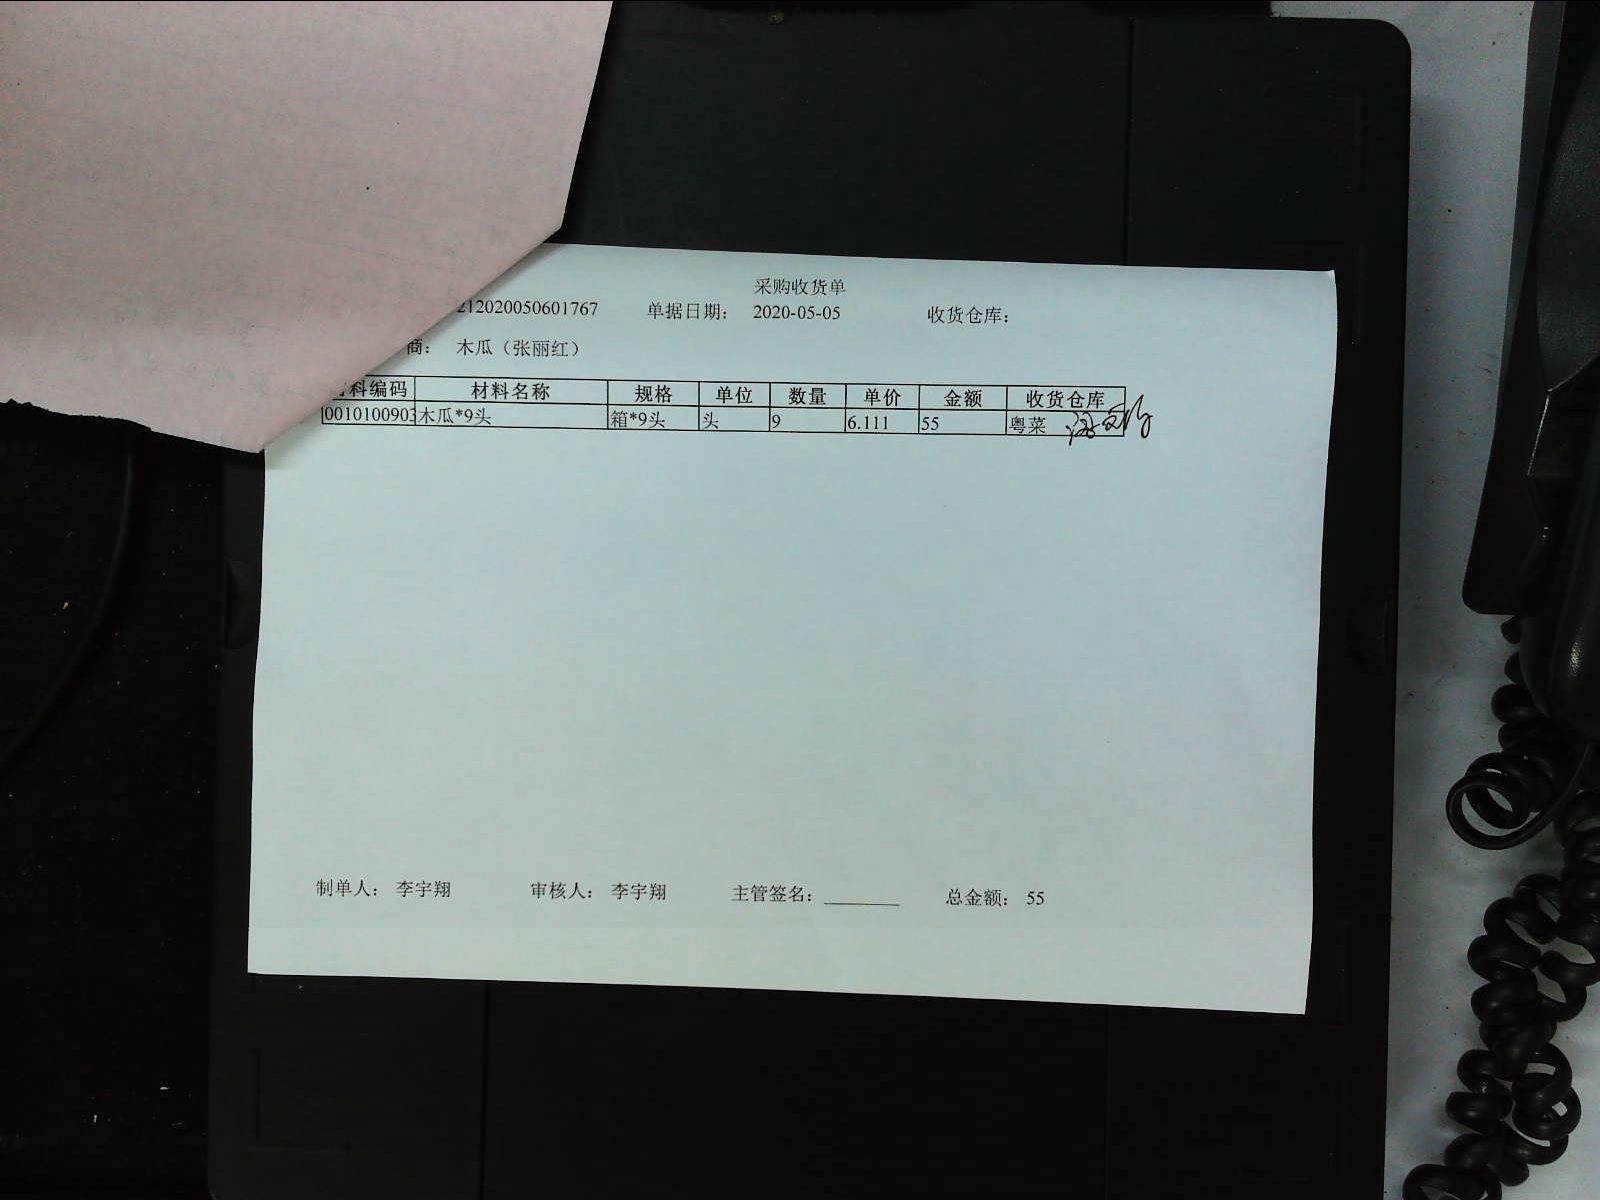 采购收货单
212020050601767 单据日期： 2020-05-05 收货仓库：
商： 木瓜（张丽红）
科编码 材料名称 规格 单位 数量 单价 金额 收货仓库
0010100903 木瓜*9头 箱*9头 头 9 6.111 55 粤菜
制单人： 李宇翔 审核人： 李宇翔 主管签名： 总金额： 55